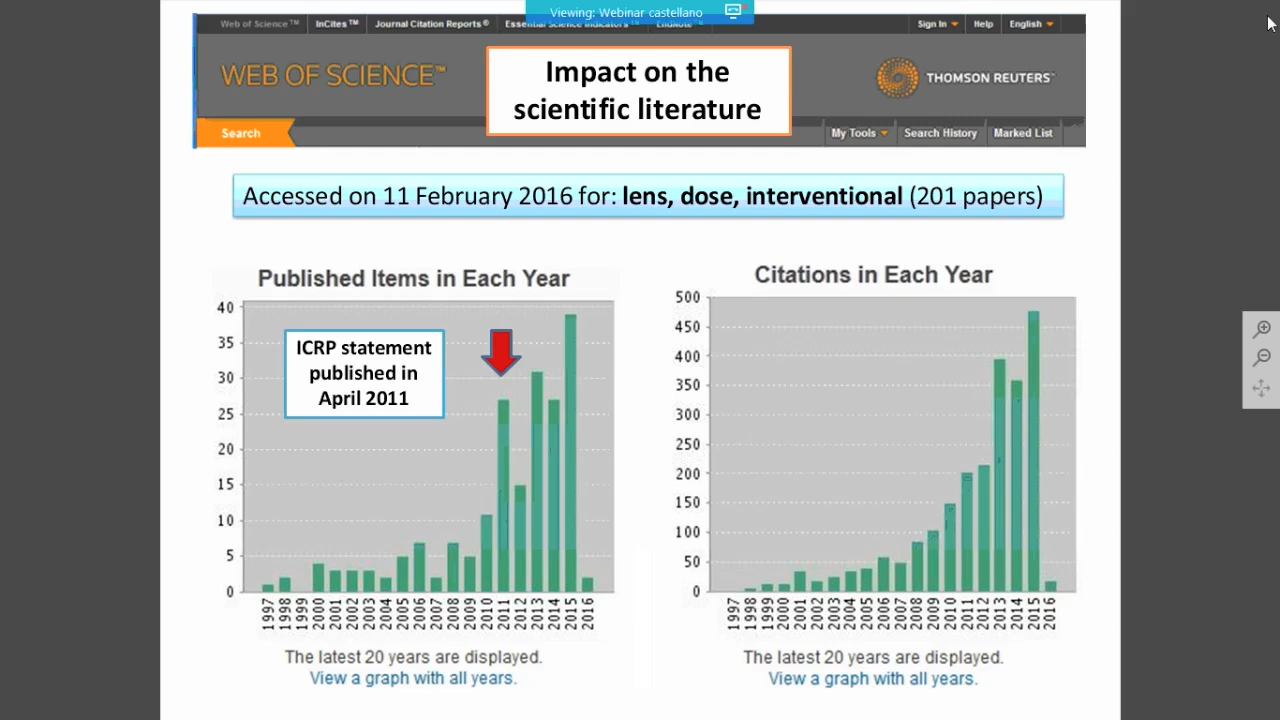 Viewing: Webinar castellano
Web of Science™ InCites™ Journal Citation Reports® Essential Science Indicators™ EndNote™ Sign In Help English
WEB OF SCIENCE™
Impact on the
scientific literature
THOMSON REUTERS™
Search
My Tools Search History Marked List
Accessed on 11 February 2016 for: lens, dose, interventional (201 papers)
Published Items in Each Year
40
35
30
25
20
15
10
5
0
ICRP statement
published in
April 2011
1997 1998 1999 2000 2001 2002 2003 2004 2005 2006 2007 2008 2009 2010 2011 2012 2013 2014 2015 2016
The latest 20 years are displayed.
View a graph with all years.
Citations in Each Year
500
450
400
350
300
250
200
150
100
50
0
1997 1998 1999 2000 2001 2002 2003 2004 2005 2006 2007 2008 2009 2010 2011 2012 2013 2014 2015 2016
The latest 20 years are displayed.
View a graph with all years.